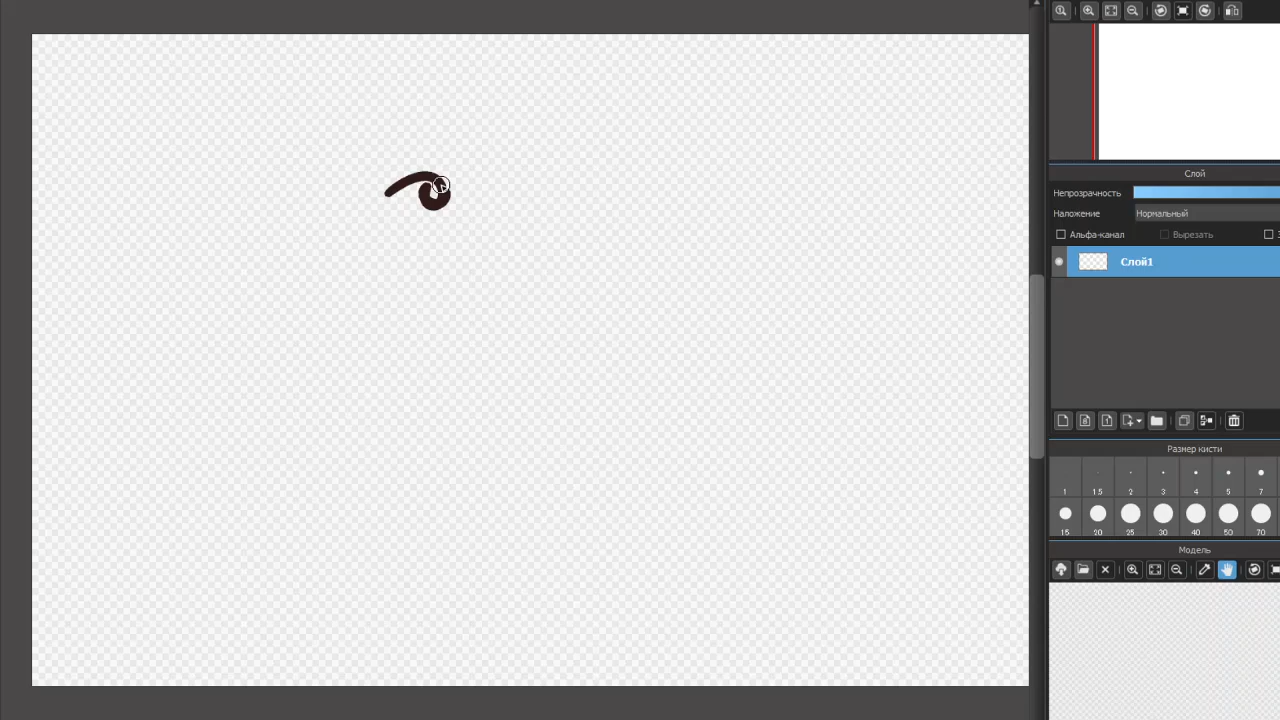 Слой
Непрозрачность
Наложение Нормальный
Альфа-канал Вырезать
Слой1
Размер кисти
1 1.5 2 3 4 5 7
15 20 25 30 40 50 70
Модель